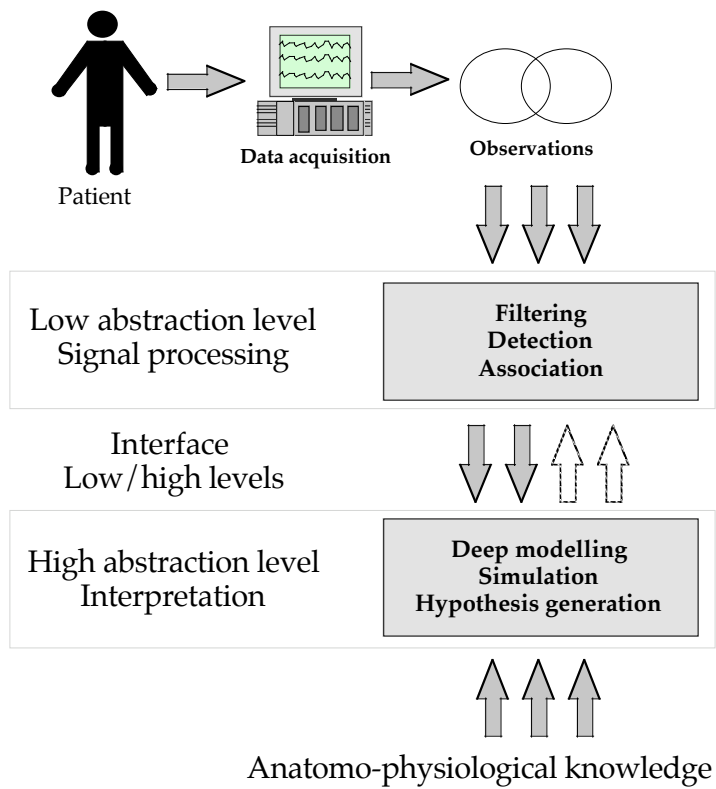 Patient
Data acquisition
Observations
Low abstraction level
Signal processing
Filtering
Detection
Association
Interface
Low/high levels
High abstraction level
Interpretation
Deep modelling
Simulation
Hypothesis generation
Anatomo-physiological knowledge